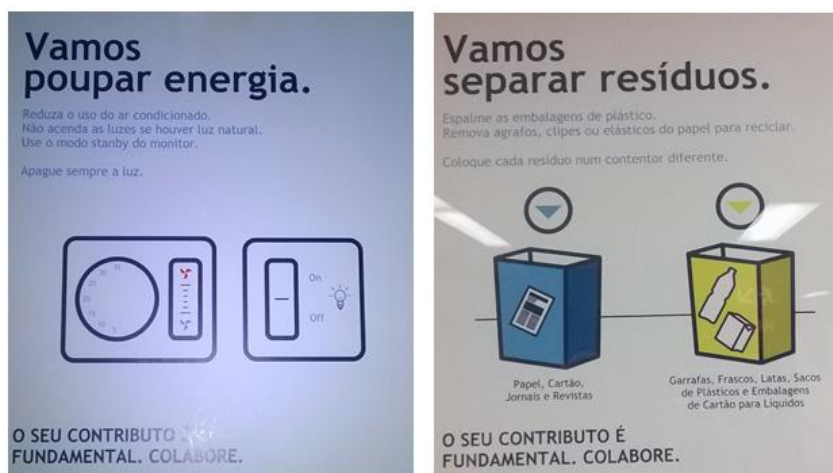 Vamos
poupar energia.
Reduza o uso do ar condicionado.
Não acenda as luzes se houver luz natural.
Use o modo stanby do monitor.
Apague sempre a luz.
On
Off
O SEU CONTRIBUTO É
FUNDAMENTAL. COLABORE.
Vamos
separar resíduos.
Espalme as embalagens de plástico.
Remova agrafos, clipes ou elásticos do papel para reciclar.
Coloque cada resíduo num contentor diferente.
Papel, Cartão,
Jornais e Revistas
Garrafas, Frascos, Latas, Sacos
de Plásticos e Embalagens
de Cartão para Líquidos
O SEU CONTRIBUTO É
FUNDAMENTAL. COLABORE.